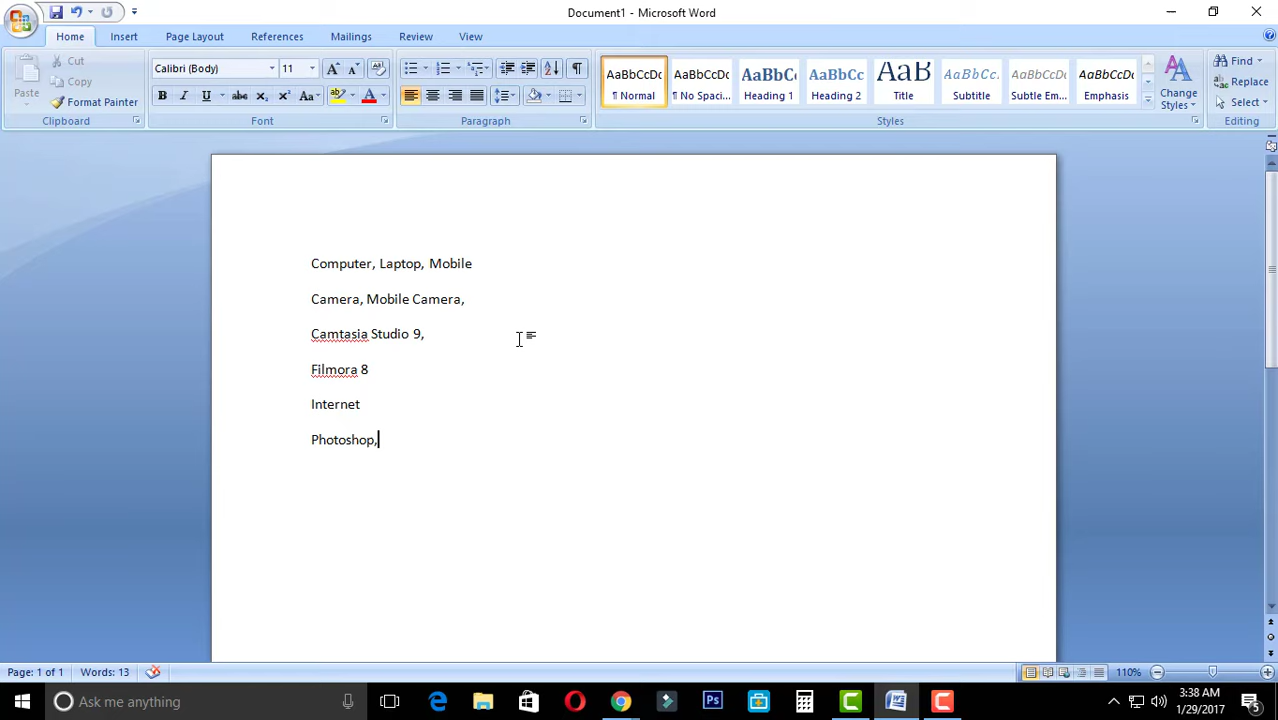 Document1 - Microsoft Word
Home Insert Page Layout References Mailings Review View
Paste
Cut
Copy
Format Painter
Clipboard
Calibri (Body) 11
Font
Paragraph
AaBbCcDc AaBbCcDc AaBbC AaBbCc AaB AaBbCc. AaBbCcDc AaBbCcDc
¶ Normal ¶ No Spaci... Heading 1 Heading 2 Title Subtitle Subtle Em... Emphasis
Change
Styles
Styles
Find
Replace
Select
Editing
Computer, Laptop, Mobile
Camera, Mobile Camera,
Camtasia Studio 9,
Filmora 8
Internet
Photoshop,
Page: 1 of 1 Words: 13 110%
Ask me anything
Ps
3:38 AM
1/29/2017
5